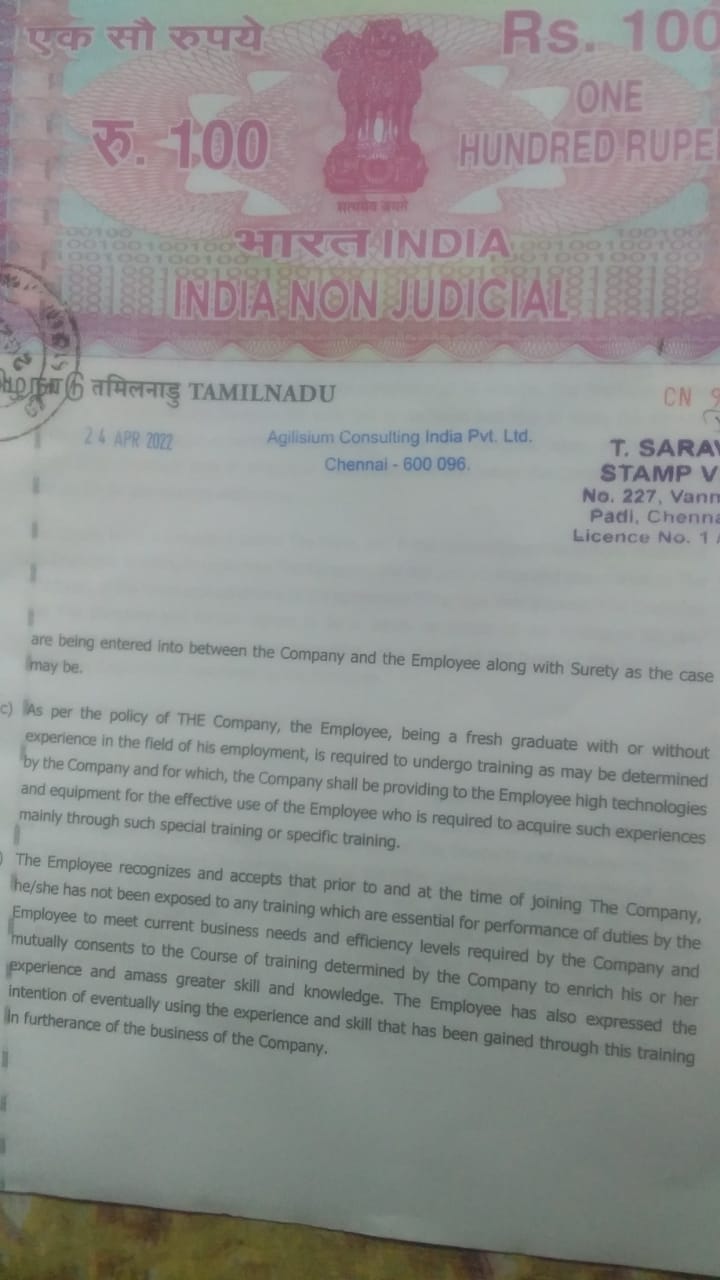 एक सौ रुपये Rs. 100
रु. 100 ONE
HUNDRED RUPE
सत्यमेव जयते
भारत INDIA
INDIA NON JUDICIAL
तमिलनाडु TAMILNADU
CN 9
24 APR 2022
Agilisium Consulting India Pvt. Ltd.
Chennai - 600 096.
T. SARAV
STAMP V
No. 227, Vann
Padi, Chenna
Licence No. 1
are being entered into between the Company and the Employee along with Surety as the case
may be.
c) As per the policy of THE Company, the Employee, being a fresh graduate with or without
experience in the field of his employment, is required to undergo training as may be determined
by the Company and for which, the Company shall be providing to the Employee high technologies
and equipment for the effective use of the Employee who is required to acquire such experiences
mainly through such special training or specific training.
) The Employee recognizes and accepts that prior to and at the time of joining The Company,
he/she has not been exposed to any training which are essential for performance of duties by the
Employee to meet current business needs and efficiency levels required by the Company and
mutually consents to the Course of training determined by the Company to enrich his or her
experience and amass greater skill and knowledge. The Employee has also expressed the
intention of eventually using the experience and skill that has been gained through this training
in furtherance of the business of the Company.